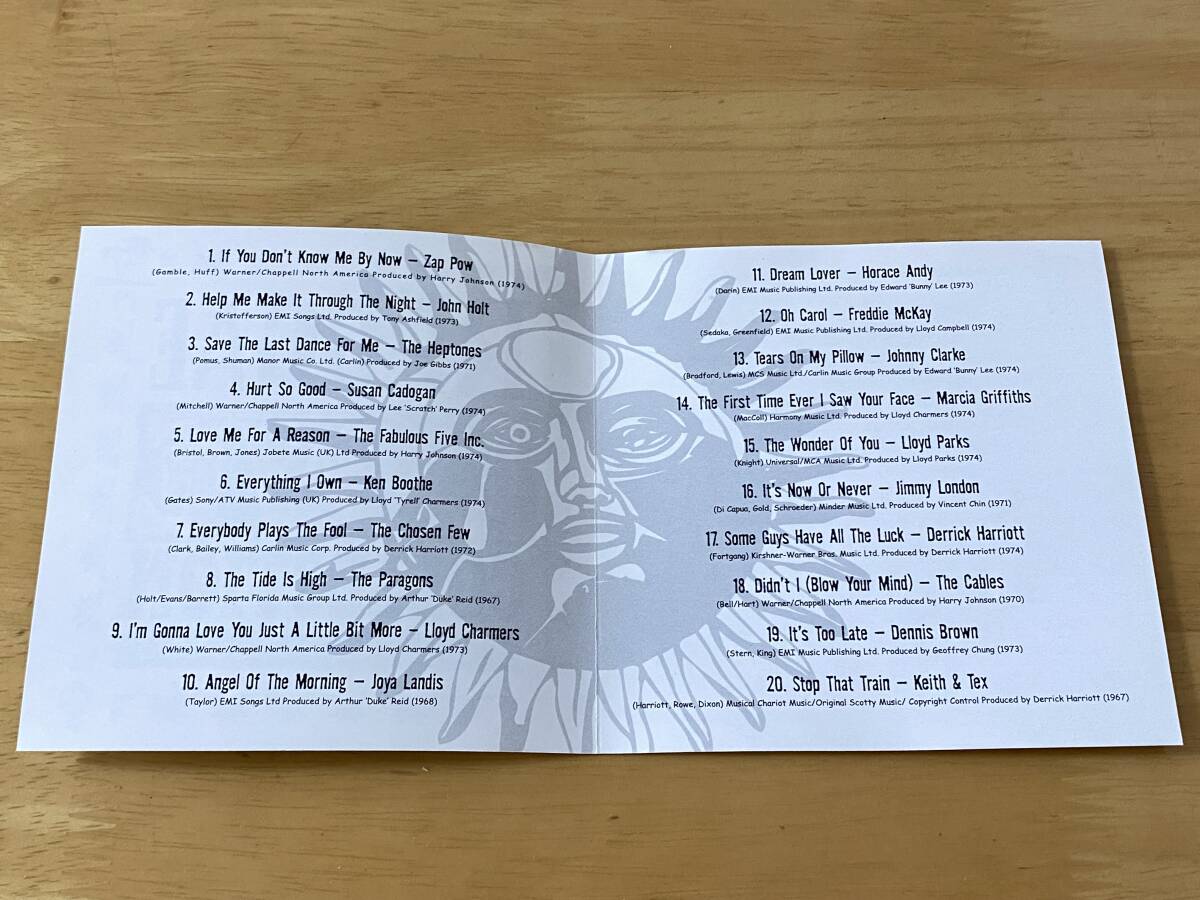 1. If You Don't Know Me By Now – Zap Pow
(Gamble, Huff) Warner/Chappell North America Produced by Harry Johnson (1974)
2. Help Me Make It Through The Night – John Holt
(Kristofferson) EMI Songs Ltd. Produced by Tony Ashfield (1973)
3. Save The Last Dance For Me – The Heptones
(Pomus, Shuman) Manor Music Co. Ltd. (Carlin) Produced by Joe Gibbs (1971)
4. Hurt So Good – Susan Cadogan
(Mitchell) Warner/Chappell North America Produced by Lee 'Scratch' Perry (1974)
5. Love Me For A Reason – The Fabulous Five Inc.
(Bristol, Brown, Jones) Jobete Music (UK) Ltd Produced by Harry Johnson (1974)
6. Everything I Own – Ken Boothe
(Gates) Sony/ATV Music Publishing (UK) Produced by Lloyd 'Tyrell' Charmers (1974)
7. Everybody Plays The Fool – The Chosen Few
(Clark, Bailey, Williams) Carlin Music Corp. Produced by Derrick Harriott (1972)
8. The Tide Is High – The Paragons
(Holt/Evans/Barrett) Sparta Florida Music Group Ltd. Produced by Arthur 'Duke' Reid (1967)
9. I'm Gonna Love You Just A Little Bit More – Lloyd Charmers
(White) Warner/Chappell North America Produced by Lloyd Charmers (1973)
10. Angel Of The Morning – Joya Landis
(Taylor) EMI Songs Ltd Produced by Arthur 'Duke' Reid (1968)
11. Dream Lover – Horace Andy
(Darin) EMI Music Publishing Ltd. Produced by Edward 'Bunny' Lee (1973)
12. Oh Carol – Freddie McKay
(Sedaka, Greenfield) EMI Music Publishing Ltd. Produced by Lloyd Campbell (1974)
13. Tears On My Pillow – Johnny Clarke
(Bradford, Lewis) MCS Music Ltd./Carlin Music Group Produced by Edward 'Bunny' Lee (1974)
14. The First Time Ever I Saw Your Face – Marcia Griffiths
(MacColl) Harmony Music Ltd. Produced by Lloyd Charmers (1974)
15. The Wonder Of You – Lloyd Parks
(Knight) Universal/MCA Music Ltd. Produced by Lloyd Parks (1974)
16. It's Now Or Never – Jimmy London
(Di Capua, Gold, Schroeder) Minder Music Ltd. Produced by Vincent Chin (1971)
17. Some Guys Have All The Luck – Derrick Harriott
(Fortgang) Kirshner-Warner Bros. Music Ltd. Produced by Derrick Harriott (1974)
18. Didn't I (Blow Your Mind) – The Cables
(Bell/Hart) Warner/Chappell North America Produced by Harry Johnson (1970)
19. It's Too Late – Dennis Brown
(Stern, King) EMI Music Publishing Ltd. Produced by Geoffrey Chung (1973)
20. Stop That Train – Keith & Tex
(Harriott, Rowe, Dixon) Musical Chariot Music/Original Scotty Music/ Copyright Control Produced by Derrick Harriott (1967)